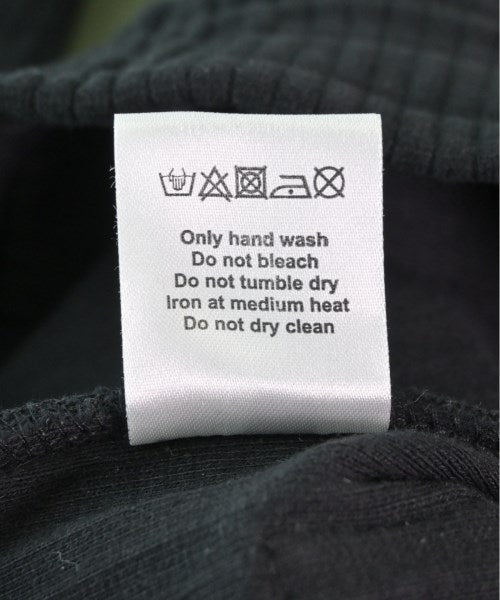 Only hand wash
Do not bleach
Do not tumble dry
Iron at medium heat
Do not dry clean